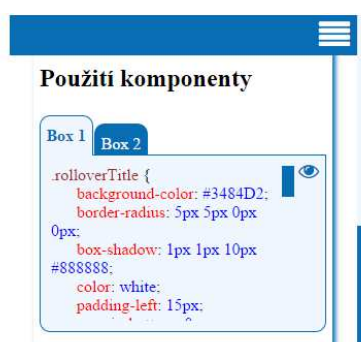 Použití komponenty
Box 1
Box 2
.rolloverTitle {
background-color: #3484D2;
border-radius: 5px 5px 0px
0px;
box-shadow: 1px 1px 10px
#888888;
color: white;
padding-left: 15px;